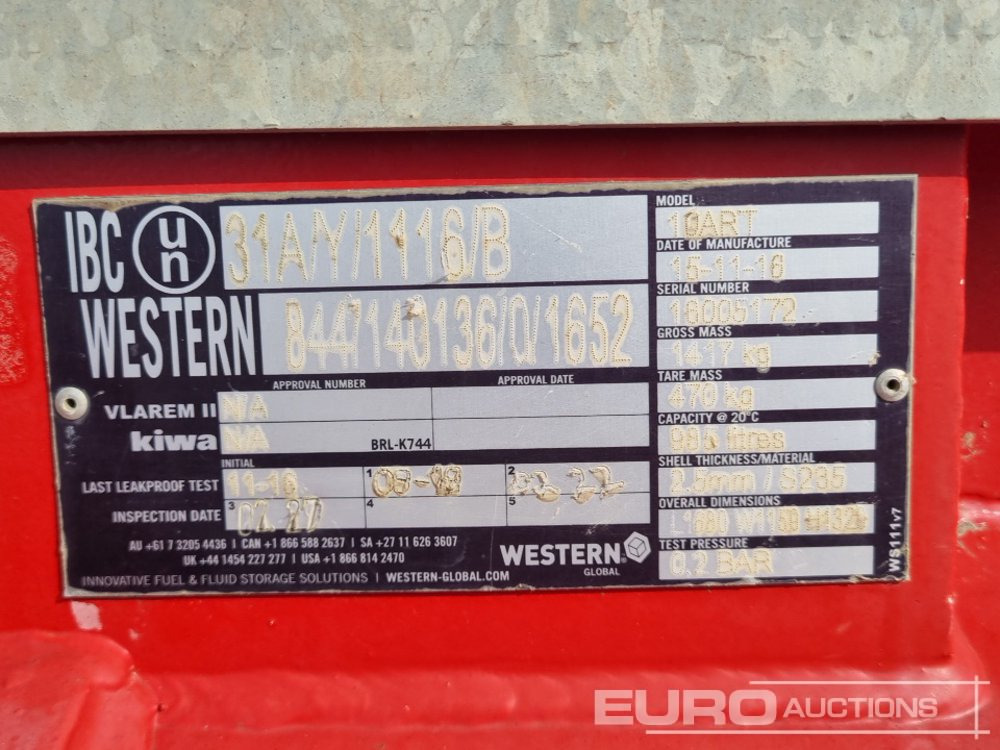 IBC un 31A/Y/1116/B
WESTERN 844/140136/0/1652
APPROVAL NUMBER APPROVAL DATE
VLAREM II N/A
kiwa N/A BRL-K744
INITIAL
LAST LEAKPROOF TEST 11-16 1 2
INSPECTION DATE 3 4 5
AU +61 7 3205 4436 | CAN +1 866 588 2637 | SA +27 11 626 3607
UK +44 1454 227 277 | USA +1 866 814 2470
INNOVATIVE FUEL & FLUID STORAGE SOLUTIONS | WESTERN-GLOBAL.COM
WESTERN
GLOBAL
MODEL
10ART
DATE OF MANUFACTURE
15-11-16
SERIAL NUMBER
16005172
GROSS MASS
1417 kg
TARE MASS
470 kg
CAPACITY @ 20°C
litres
SHELL THICKNESS/MATERIAL
2.5mm / S235
OVERALL DIMENSIONS
TEST PRESSURE
0,2 BAR
WS111v7
EURO AUCTIONS